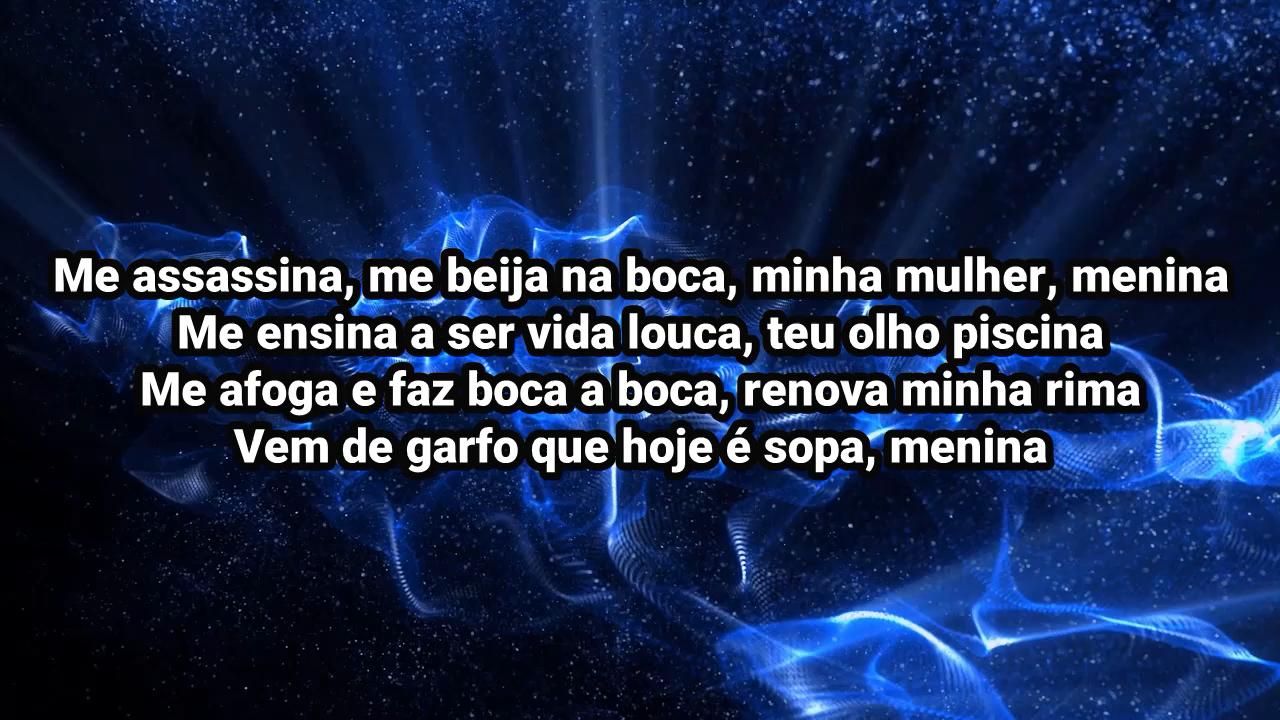 Me assassina, me beija na boca, minha mulher, menina
Me ensina a ser vida louca, teu olho piscina
Me afoga e faz boca a boca, renova minha rima
Vem de garfo que hoje é sopa, menina